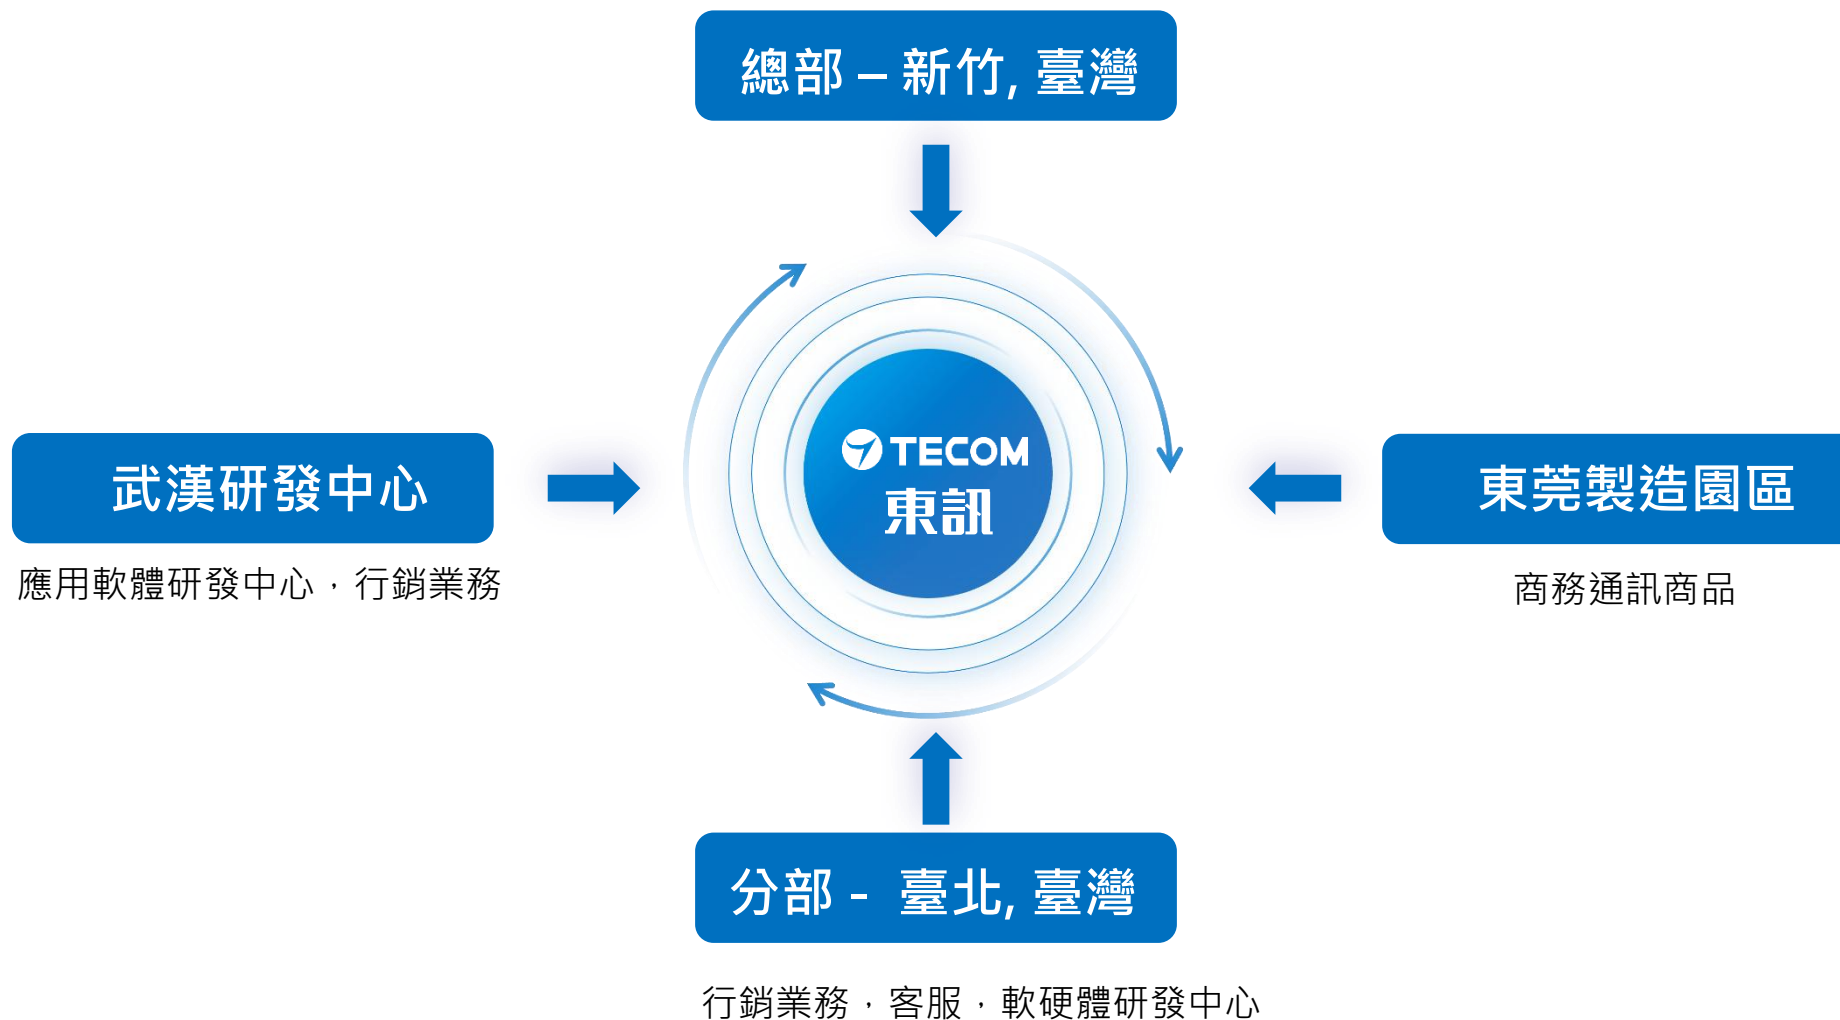 總部 – 新竹, 臺灣
TECOM
東訊
武漢研發中心
應用軟體研發中心，行銷業務
東莞製造園區
商務通訊商品
分部 - 臺北, 臺灣
行銷業務，客服，軟硬體研發中心